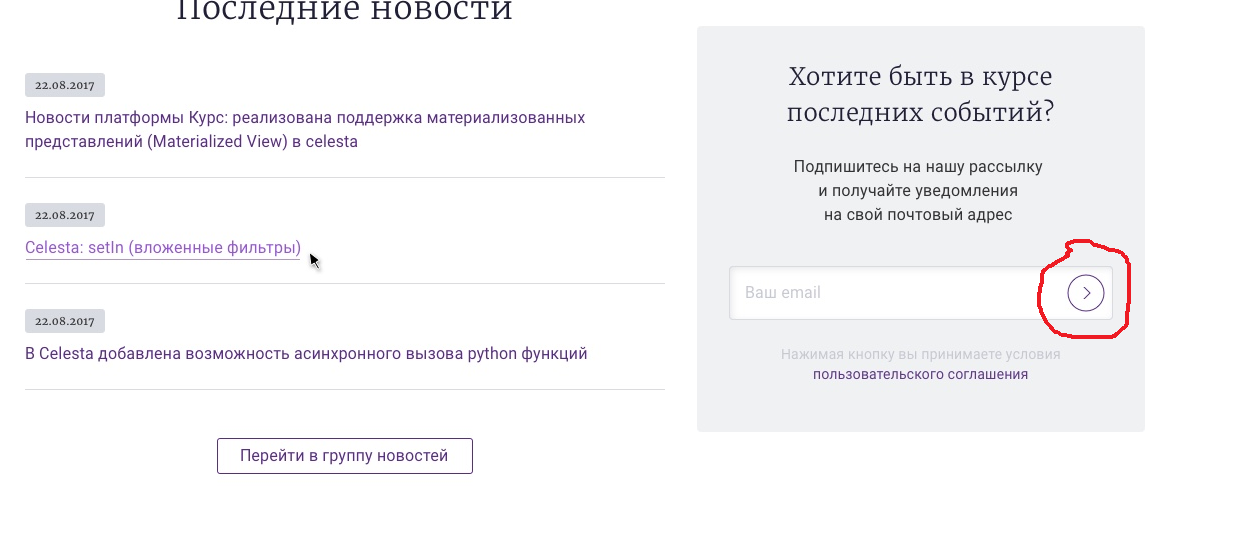 Последние новости
22.08.2017
Новости платформы Курс: реализована поддержка материализованных
представлений (Materialized View) в celesta
22.08.2017
Celesta: setIn (вложенные фильтры)
22.08.2017
В Celesta добавлена возможность асинхронного вызова python функций
Перейти в группу новостей
Хотите быть в курсе
последних событий?
Подпишитесь на нашу рассылку
и получайте уведомления
на свой почтовый адрес
Ваш email
Нажимая кнопку вы принимаете условия
пользовательского соглашения